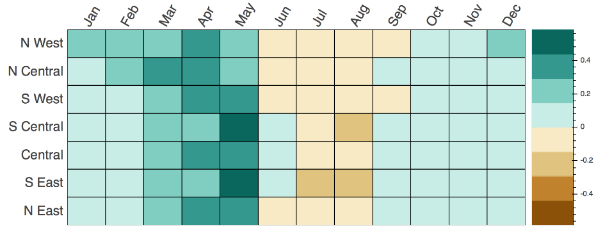 Jan Feb Mar Apr May Jun Jul Aug Sep Oct Nov Dec
N West
N Central
S West
S Central
Central
S East
N East
0.4
0.2
0
-0.2
-0.4